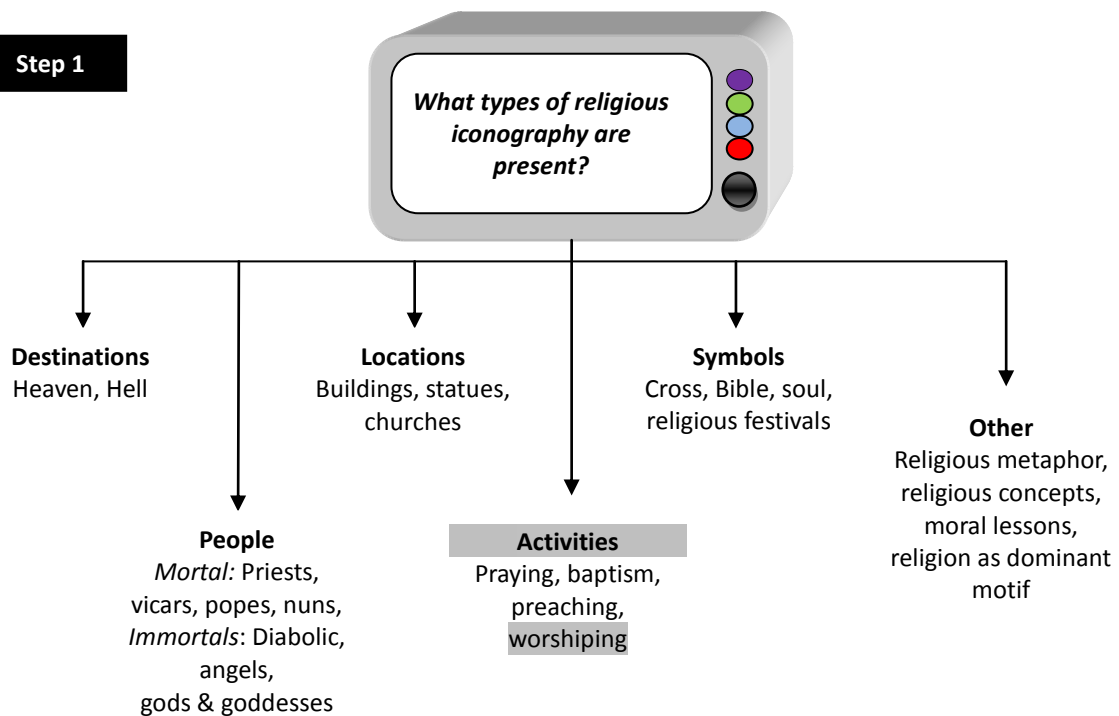 Step 1
What types of religious
iconography are
present?
Destinations
Heaven, Hell
Locations
Buildings, statues,
churches
Symbols
Cross, Bible, soul,
religious festivals
Other
Religious metaphor,
religious concepts,
moral lessons,
religion as dominant
motif
People
Mortal: Priests,
vicars, popes, nuns,
Immortals: Diabolic,
angels,
gods & goddesses
Activities
Praying, baptism,
preaching,
worshiping